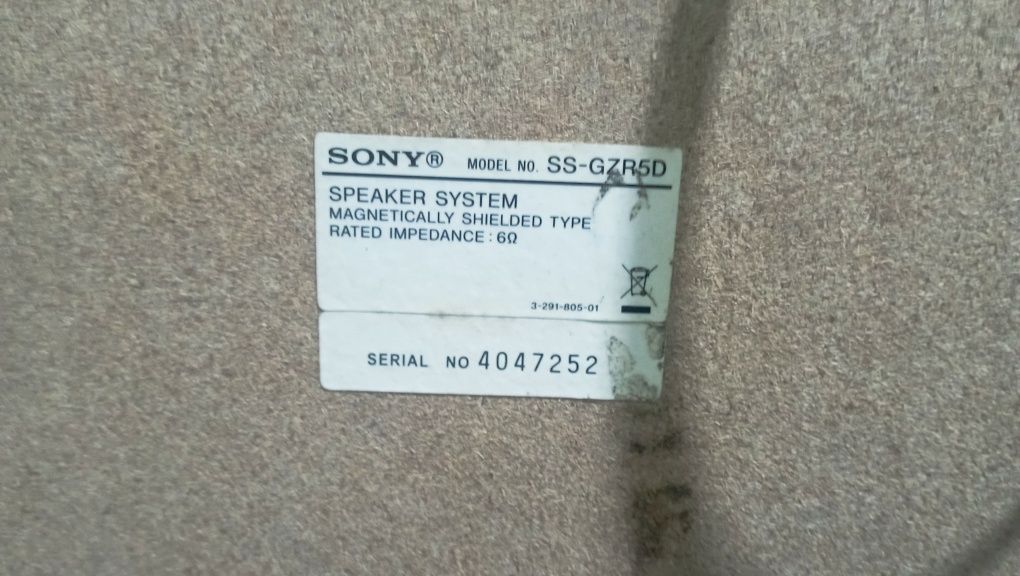 SONY® MODEL NO. SS-GZR5D
SPEAKER SYSTEM
MAGNETICALLY SHIELDED TYPE
RATED IMPEDANCE : 6Ω
3-291-805-01
SERIAL NO 4047252